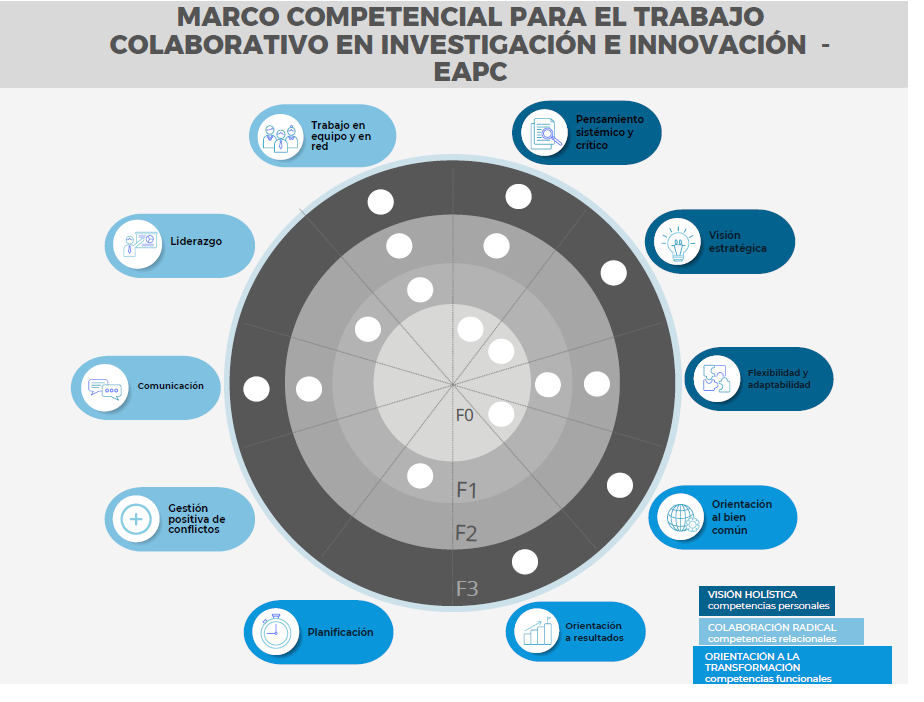 MARCO COMPETENCIAL PARA EL TRABAJO
COLABORATIVO EN INVESTIGACIÓN E INNOVACIÓN -
EAPC
Trabajo en
equipo y en
red
Pensamiento
sistémico y
crítico
Liderazgo
Visión
estratégica
Comunicación
Flexibilidad y
adaptabilidad
F0
F1
F2
F3
Gestión
positiva de
conflictos
Orientación
al bien
común
Planificación
Orientación
a resultados
VISIÓN HOLÍSTICA
competencias personales
COLABORACIÓN RADICAL
competencias relacionales
ORIENTACIÓN A LA
TRANSFORMACIÓN
competencias funcionales